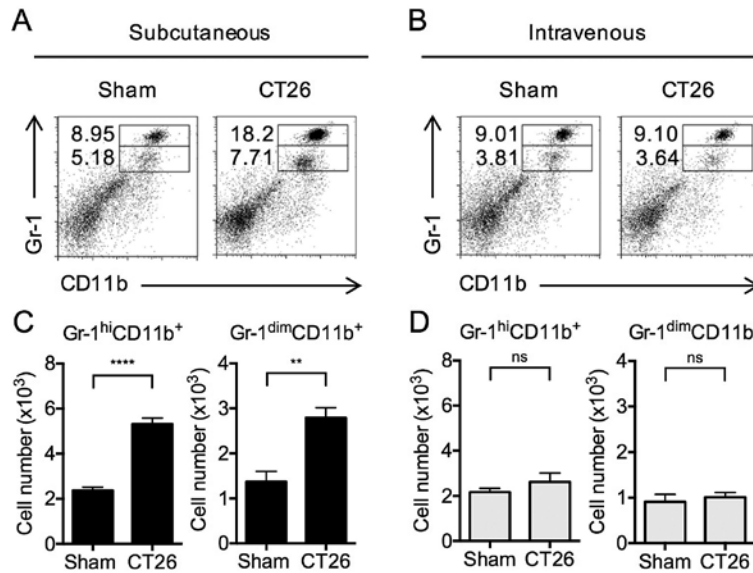 A
Subcutaneous
Sham CT26
8.95
5.18
18.2
7.71
Gr-1
CD11b
B
Intravenous
Sham CT26
9.01
3.81
9.10
3.64
Gr-1
CD11b
C
Gr-1hiCD11b+
Cell number (x10³)
8
6
4
2
0
****
Sham CT26
Gr-1dimCD11b+
Cell number (x10³)
4
3
2
1
0
**
Sham CT26
D
Gr-1hiCD11b+
Cell number (x10³)
8
6
4
2
0
ns
Sham CT26
Gr-1dimCD11b
Cell number (x10³)
4
3
2
1
0
ns
Sham CT26